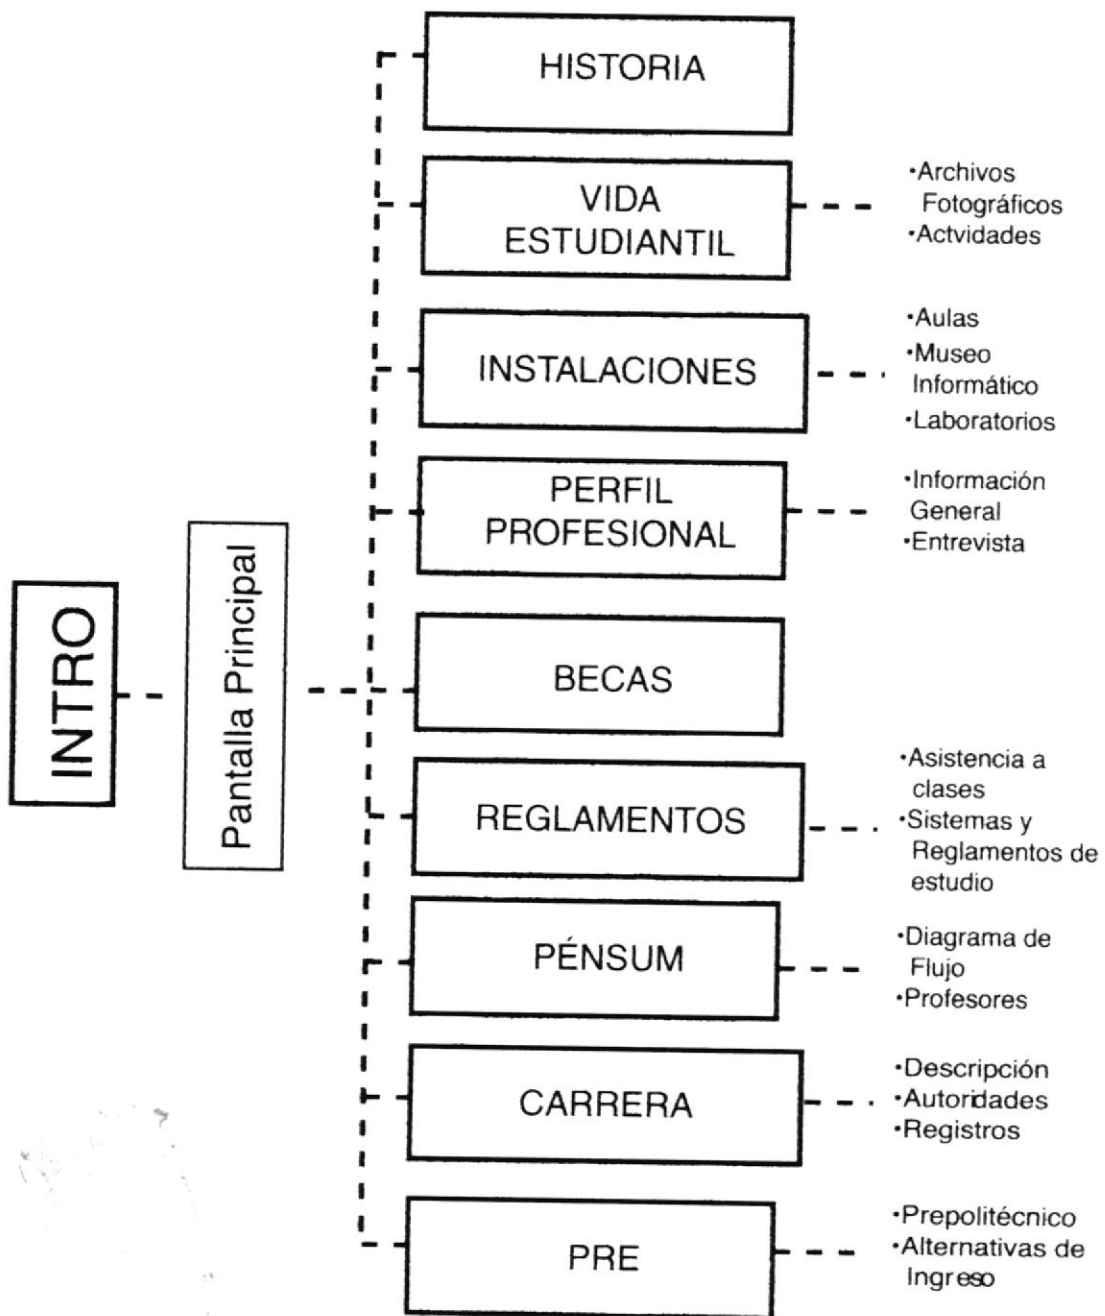 INTRO
Pantalla Principal
HISTORIA
VIDA
ESTUDIANTIL
•Archivos
Fotográficos
•Actvidades
INSTALACIONES
•Aulas
•Museo
Informático
•Laboratorios
PERFIL
PROFESIONAL
•Información
General
•Entrevista
BECAS
REGLAMENTOS
•Asistencia a
clases
•Sistemas y
Reglamentos de
estudio
PÉNSUM
•Diagrama de
Flujo
•Profesores
CARRERA
•Descripción
•Autoridades
•Registros
PRE
•Prepolitécnico
•Alternativas de
Ingreso